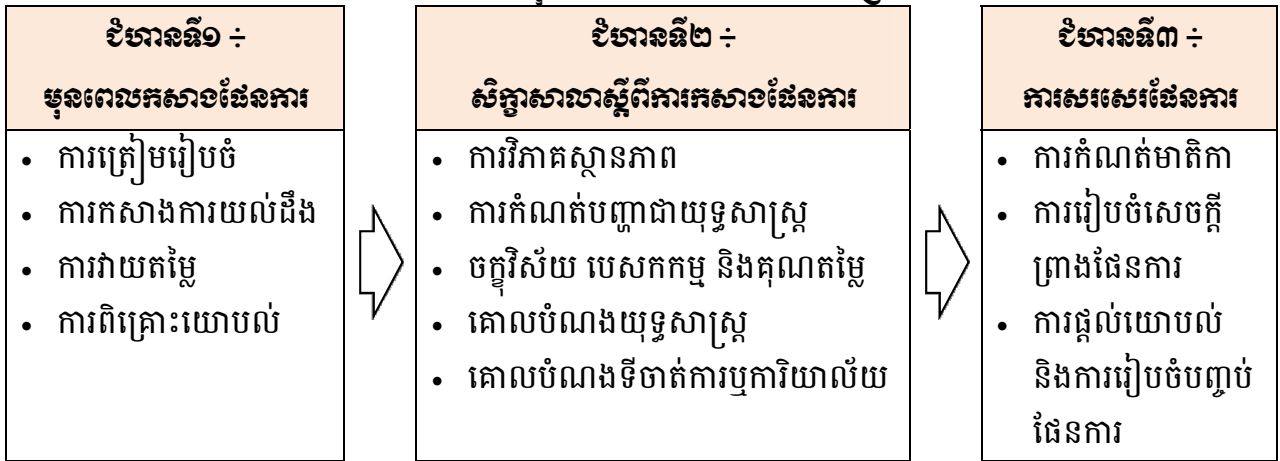 ជំហានទី១ ÷
មុនពេលកសាងផែនការ
• ការត្រៀមរៀបចំ
• ការកសាងការយល់ដឹង
• ការវាយតម្លៃ
• ការពិគ្រោះយោបល់
ជំហានទី២ ÷
សិក្ខាសាលាស្តីពីការកសាងផែនការ
• ការវិភាគស្ថានភាព
• ការកំណត់បញ្ហាជាយុទ្ធសាស្ត្រ
• ចក្ខុវិស័យ បេសកកម្ម និងគុណតម្លៃ
• គោលបំណងយុទ្ធសាស្ត្រ
• គោលបំណងទីចាត់ការឬការិយាល័យ
ជំហានទី៣ ÷
ការសរសេរផែនការ
• ការកំណត់មាតិកា
• ការរៀបចំសេចក្តី
ព្រាងផែនការ
• ការផ្តល់យោបល់
និងការរៀបចំបញ្ចប់
ផែនការ